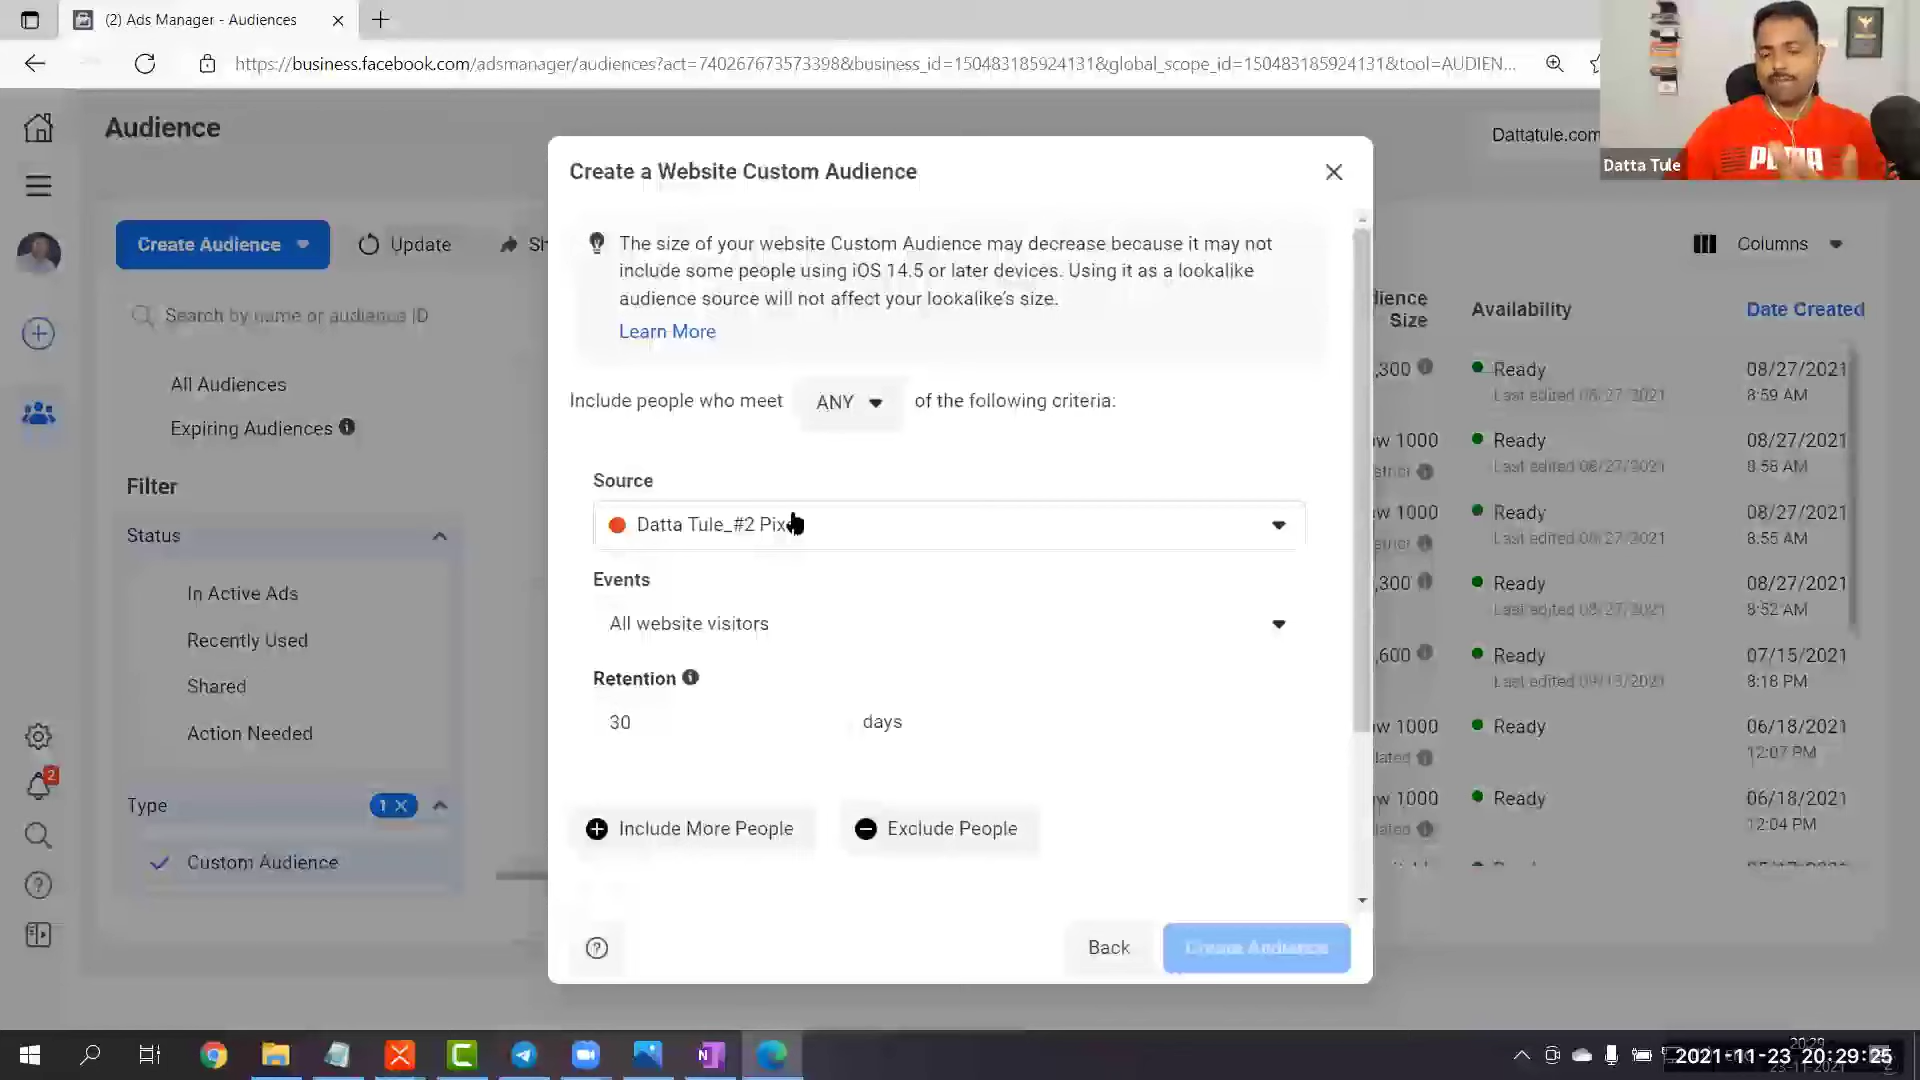 (2) Ads Manager - Audiences
https://business.facebook.com/adsmanager/audiences?act=740267673573398&business_id=150483185924131&global_scope_id=150483185924131&tool=AUDIEN...
Audience
Dattatule.com
Datta Tule
Create a Website Custom Audience
Create Audience
Update
Sh
Columns
The size of your website Custom Audience may decrease because it may not
include some people using iOS 14.5 or later devices. Using it as a lookalike
audience source will not affect your lookalike's size.
Learn More
Search by name or audience ID
All Audiences
Expiring Audiences
Filter
Status
In Active Ads
Recently Used
Shared
Action Needed
Type
1
Custom Audience
Include people who meet ANY of the following criteria:
Source
Datta Tule_#2 Pix
Events
All website visitors
Retention
30 days
Include More People
Exclude People
Back
Create Audience
dience
Size
Availability
Date Created
,300
Ready
08/27/2021
Last edited 08/27/2021
8:59 AM
w 1000
Ready
08/27/2021
Last edited 08/27/2021
8:58 AM
w 1000
Ready
08/27/2021
Last edited 08/27/2021
8:55 AM
,300
Ready
08/27/2021
Last edited 08/27/2021
8:52 AM
,600
Ready
07/15/2021
8:18 PM
w 1000
Ready
06/18/2021
lated
12:07 PM
w 1000
Ready
06/18/2021
lated
12:04 PM
2
2021-11-23 20:29:25